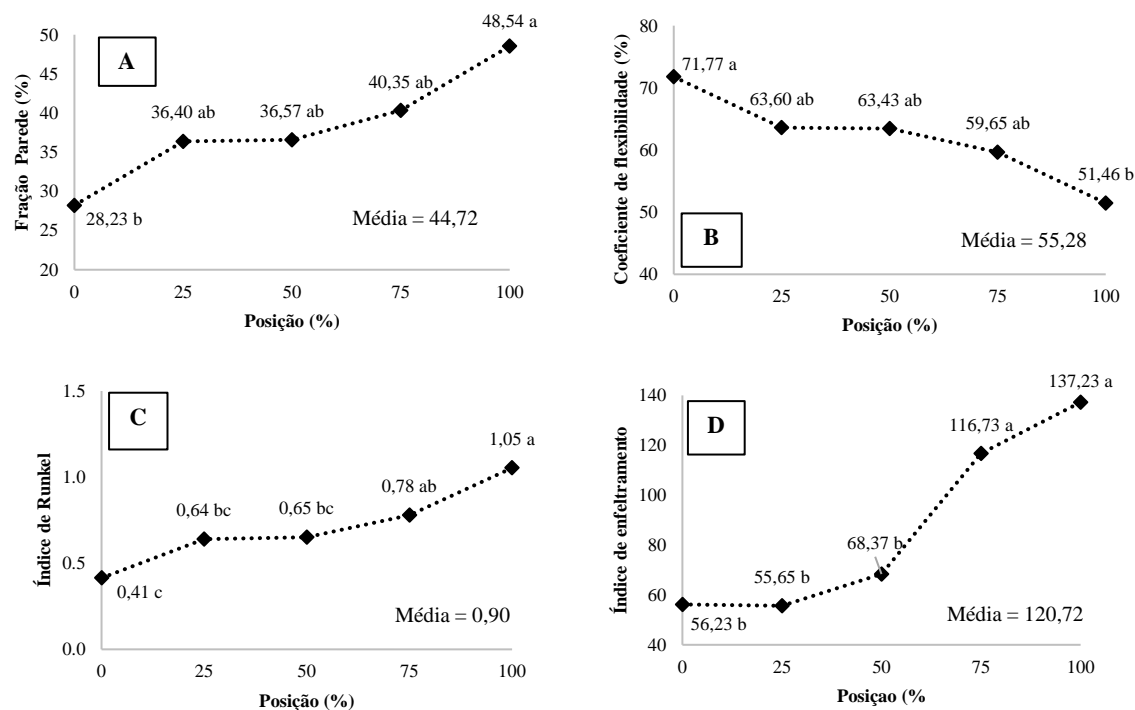 A
Fração Parede (%)
50
45
40
35
30
25
20
28,23 b
36,40 ab
36,57 ab
40,35 ab
48,54 a
Média = 44,72
0
25
50
75
100
Posição (%)
B
Coeficiente de flexibilidade (%)
80
70
60
50
40
71,77 a
63,60 ab
63,43 ab
59,65 ab
51,46 b
Média = 55,28
0
25
50
75
100
Posição (%)
C
Índice de Runkel
1.5
1.0
0.5
0.0
0,41 c
0,64 bc
0,65 bc
0,78 ab
1,05 a
Média = 0,90
0
25
50
75
100
Posição (%)
D
Índice de enfeltramento
140
120
100
80
60
40
56,23 b
55,65 b
68,37 b
116,73 a
137,23 a
Média = 120,72
0
25
50
75
100
Posiçao (%